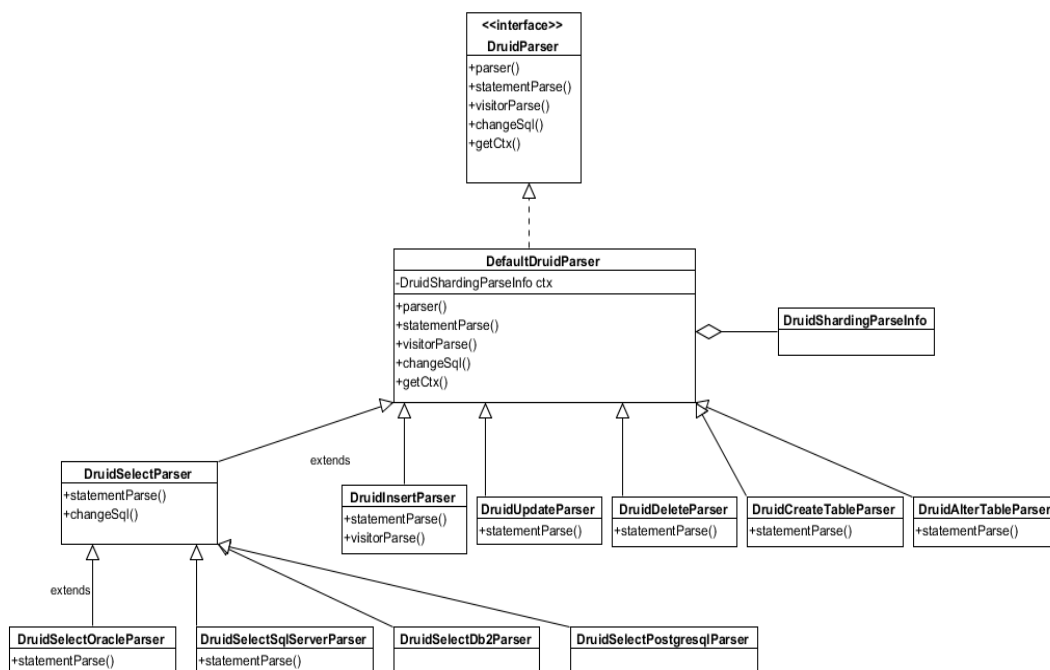 <<interface>>
DruidParser
+parser()
+statementParse()
+visitorParse()
+changeSql()
+getCtx()
DefaultDruidParser
-DruidShardingParseInfo ctx
+parser()
+statementParse()
+visitorParse()
+changeSql()
+getCtx()
DruidShardingParseInfo
extends
DruidSelectParser
+statementParse()
+changeSql()
DruidInsertParser
+statementParse()
+visitorParse()
DruidUpdateParser
+statementParse()
DruidDeleteParser
+statementParse()
DruidCreateTableParser
+statementParse()
DruidAlterTableParser
+statementParse()
extends
DruidSelectOracleParser
+statementParse()
DruidSelectSqlServerParser
+statementParse()
DruidSelectDb2Parser
DruidSelectPostgresqlParser